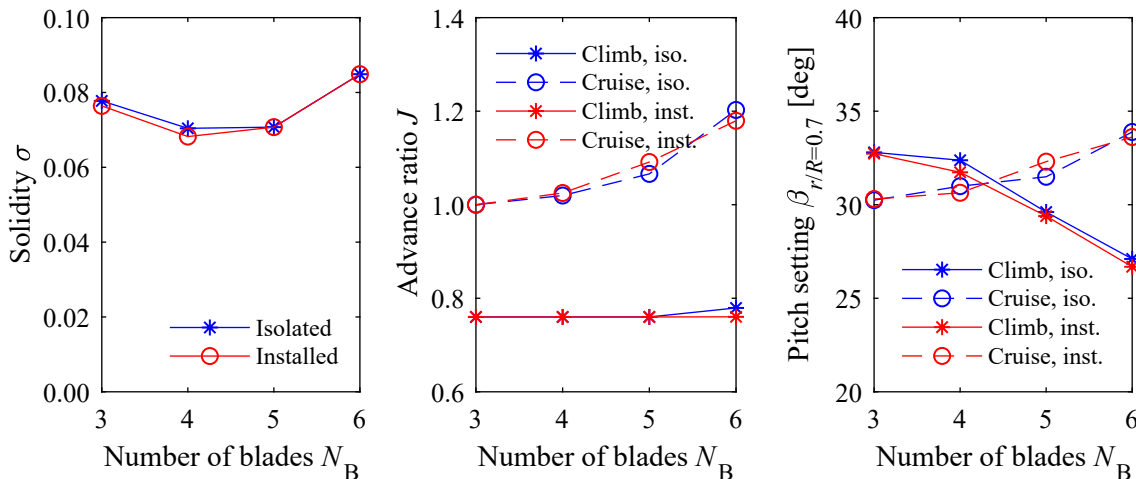 Solidity σ
0.10
0.08
0.06
0.04
0.02
0.00
Isolated
Installed
3 4 5 6
Number of blades N_B
Advance ratio J
1.4
1.2
1.0
0.8
0.6
Climb, iso.
Cruise, iso.
Climb, inst.
Cruise, inst.
3 4 5 6
Number of blades N_B
Pitch setting β_r/R=0.7 [deg]
40
35
30
25
20
Climb, iso.
Cruise, iso.
Climb, inst.
Cruise, inst.
3 4 5 6
Number of blades N_B